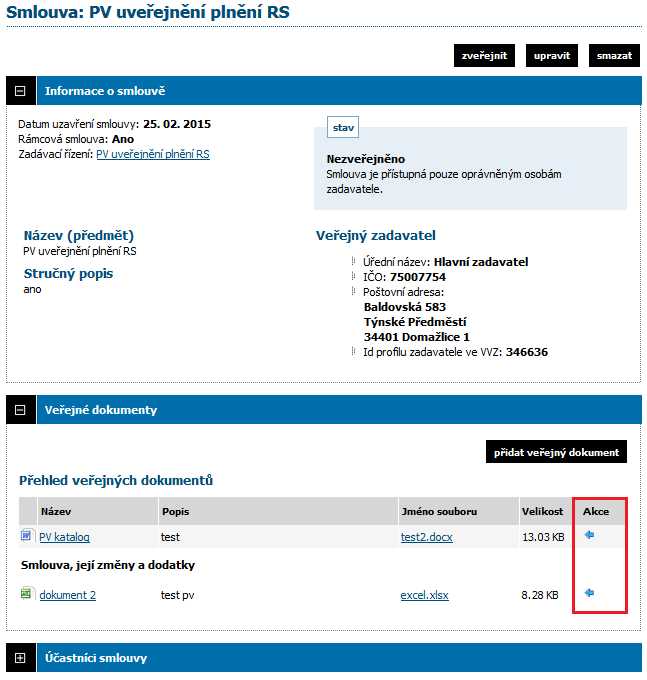 Smlouva: PV uveřejnění plnění RS
zveřejnit upravit smazat
Informace o smlouvě
Datum uzavření smlouvy: 25. 02. 2015
Rámcová smlouva: Ano
Zadávací řízení: PV uveřejnění plnění RS
stav
Nezveřejněno
Smlouva je přístupná pouze oprávněným osobám
zadavatele.
Název (předmět)
PV uveřejnění plnění RS
Stručný popis
ano
Veřejný zadavatel
Úřední název: Hlavní zadavatel
IČO: 75007754
Poštovní adresa:
Baldovská 583
Týnské Předměstí
34401 Domažlice 1
Id profilu zadavatele ve VVZ: 346636
Veřejné dokumenty
přidat veřejný dokument
Přehled veřejných dokumentů
Název Popis Jméno souboru Velikost Akce
PV katalog test test2.docx 13.03 KB
Smlouva, její změny a dodatky
dokument 2 test pv excel.xlsx 8.28 KB
Účastníci smlouvy